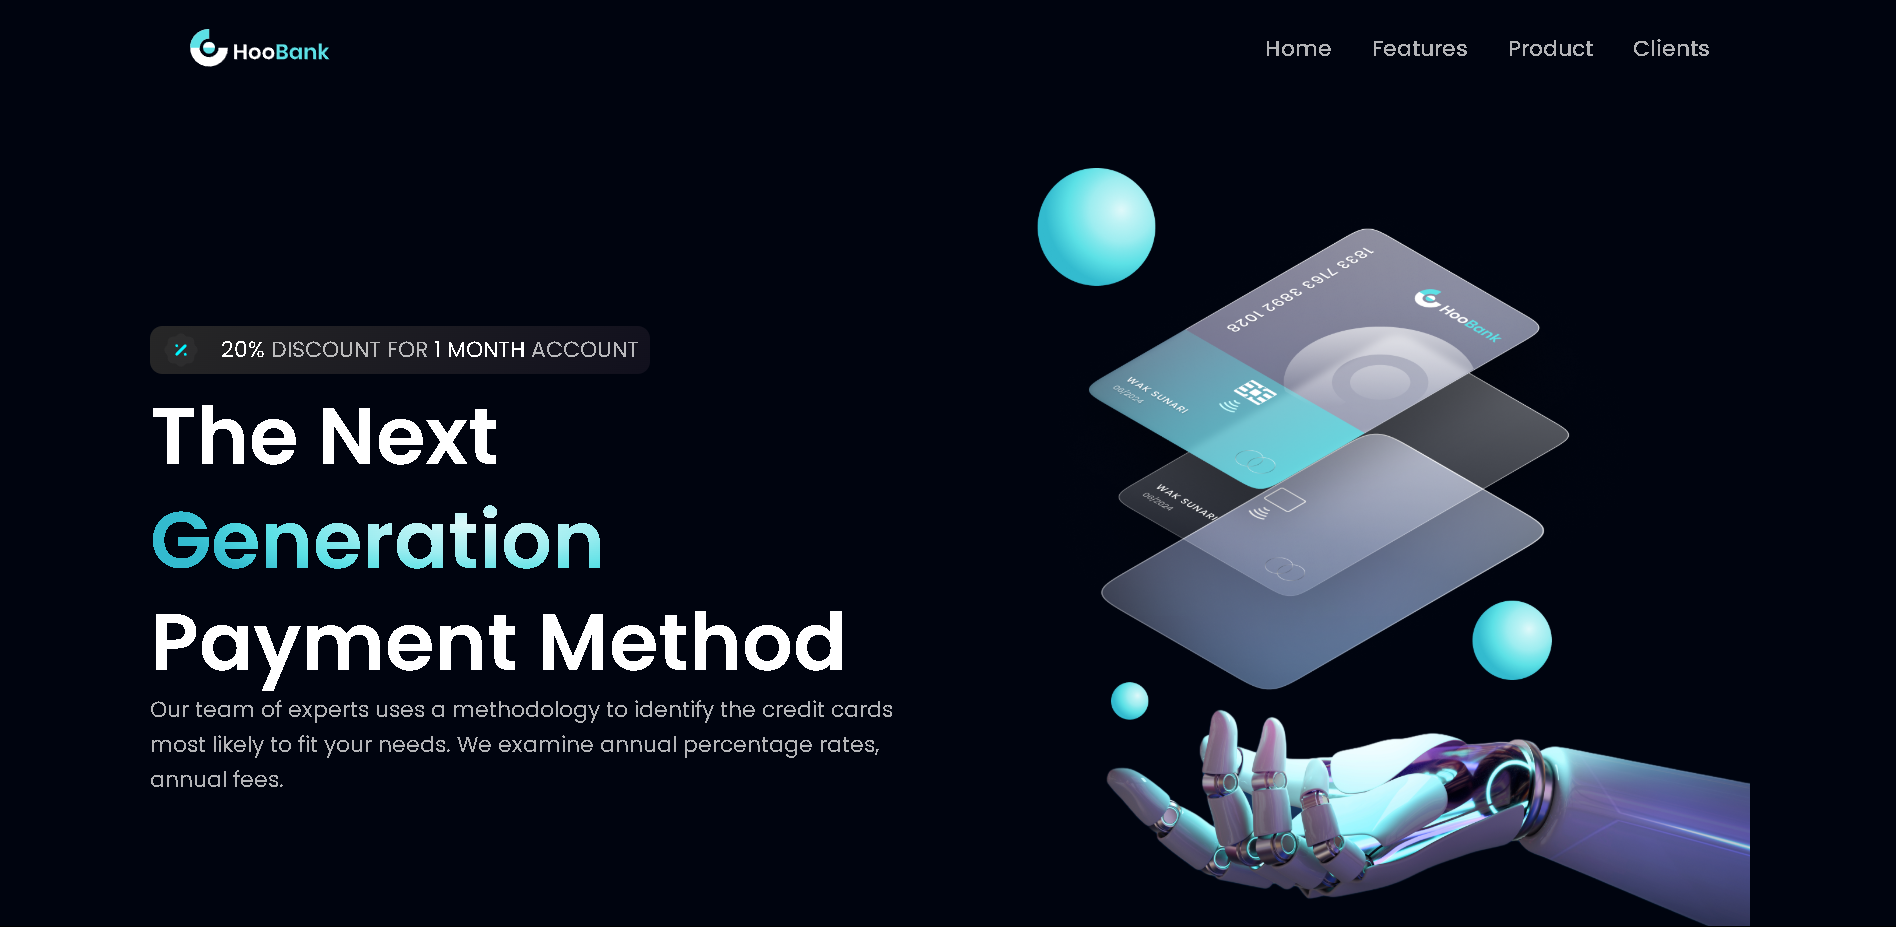 HooBank
Home Features Product Clients
20% DISCOUNT FOR 1 MONTH ACCOUNT
The Next
Generation
Payment Method
Our team of experts uses a methodology to identify the credit cards
most likely to fit your needs. We examine annual percentage rates,
annual fees.
1833 7163 3892 1028
HooBank
WAK SUNARI
08/2024
WAK SUNARI
08/2024